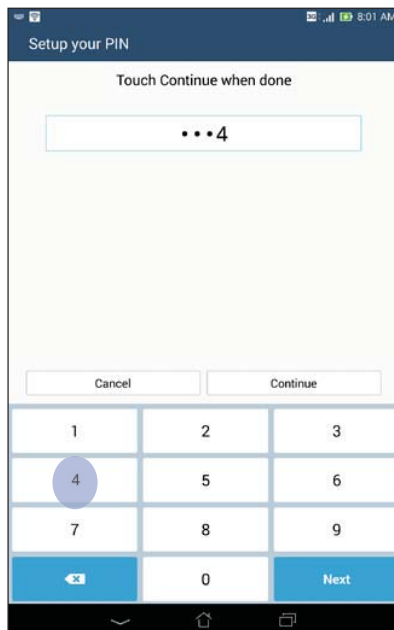 3G 8:01 AM
Setup your PIN
Touch Continue when done
•••4
Cancel Continue
1 2 3
4 5 6
7 8 9
0 Next